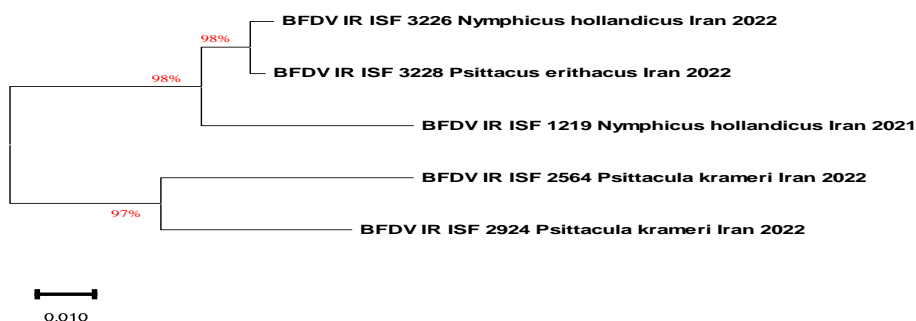 BFDV IR ISF 3226 Nymphicus hollandicus Iran 2022
98%
BFDV IR ISF 3228 Psittacus erithacus Iran 2022
98%
BFDV IR ISF 1219 Nymphicus hollandicus Iran 2021
BFDV IR ISF 2564 Psittacula krameri Iran 2022
97%
BFDV IR ISF 2924 Psittacula krameri Iran 2022
0.010